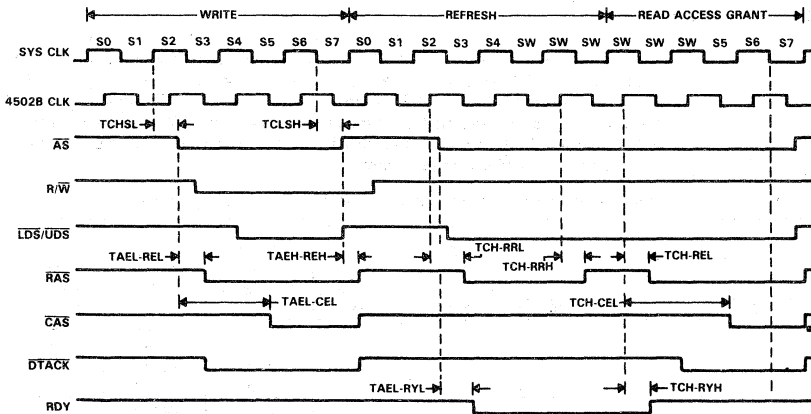 WRITE REFRESH READ ACCESS GRANT
S0 S1 S2 S3 S4 S5 S6 S7 S0 S1 S2 S3 S4 SW SW SW SW SW SW S5 S6 S7
SYS CLK
4502B CLK
TCHSL TCLSH
AS
R/W
LDS/UDS
TCH-RRL
TAEL-REL TAEH-REH TCH-RRH TCH-REL
RAS
TAEL-CEL TCH-CEL
CAS
DTACK
TAEL-RYL TCH-RYH
RDY